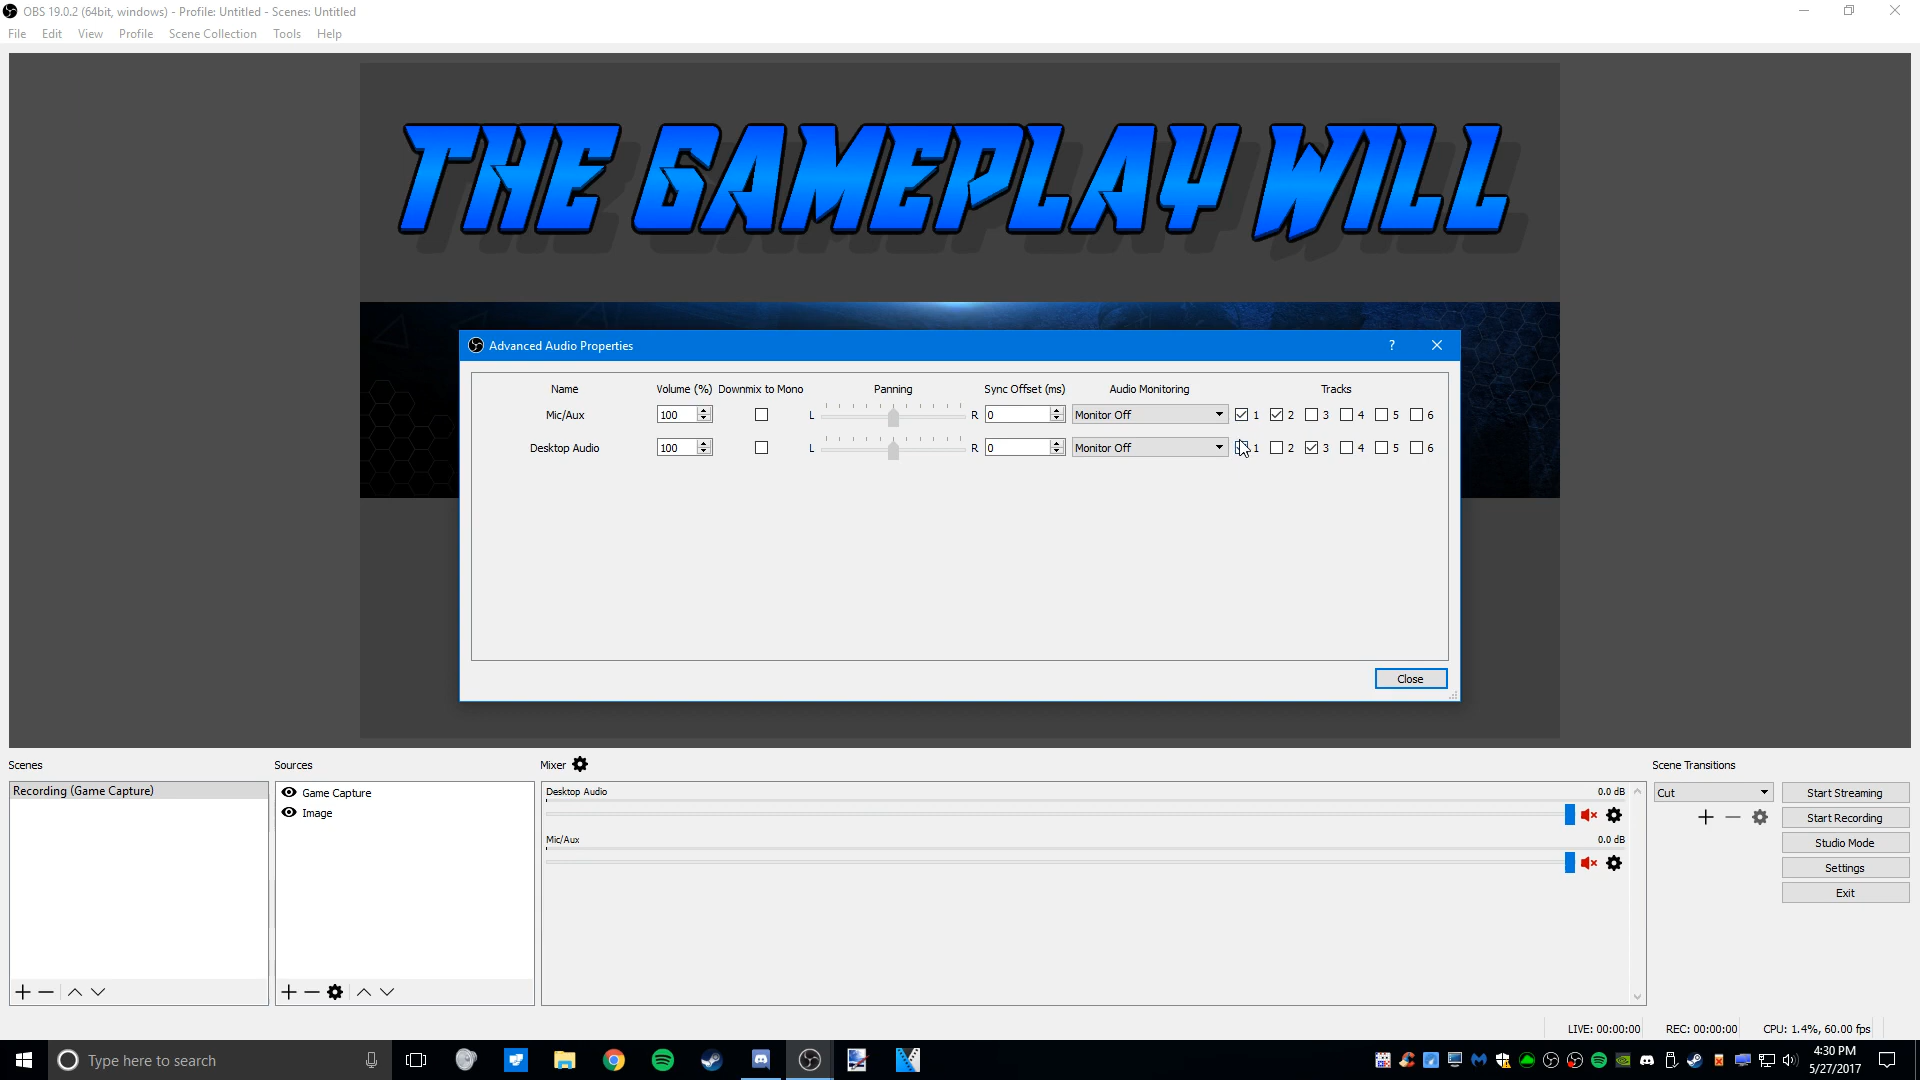 OBS 19.0.2 (64bit, windows) - Profile: Untitled - Scenes: Untitled
File Edit View Profile Scene Collection Tools Help
THE GAMEPLAY WILL
Advanced Audio Properties ?
Name Volume (%) Downmix to Mono Panning Sync Offset (ms) Audio Monitoring Tracks
Mic/Aux 100 L R 0 Monitor Off 1 2 3 4 5 6
Desktop Audio 100 L R 0 Monitor Off 1 2 3 4 5 6
Close
Scenes Sources Mixer Scene Transitions
Recording (Game Capture)
Game Capture
Image
Desktop Audio 0.0 dB
Mic/Aux 0.0 dB
Cut
Start Streaming
Start Recording
Studio Mode
Settings
Exit
LIVE: 00:00:00 REC: 00:00:00 CPU: 1.4%, 60.00 fps
Type here to search
4:30 PM
5/27/2017